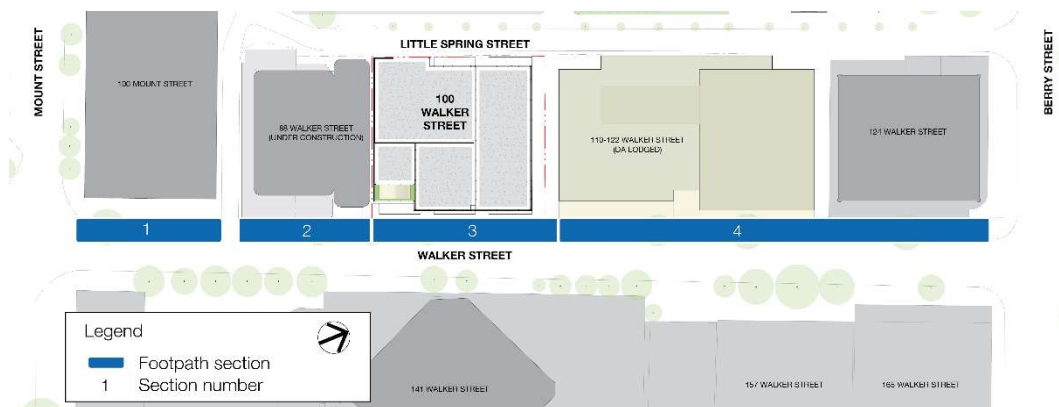 MOUNT STREET
100 MOUNT STREET
LITTLE SPRING STREET
88 WALKER STREET
(UNDER CONSTRUCTION)
100
WALKER
STREET
110-122 WALKER STREET
(DA LODGED)
124 WALKER STREET
BERRY STREET
1
2
3
4
WALKER STREET
Legend
Footpath section
1 Section number
141 WALKER STREET
157 WALKER STREET
165 WALKER STREET